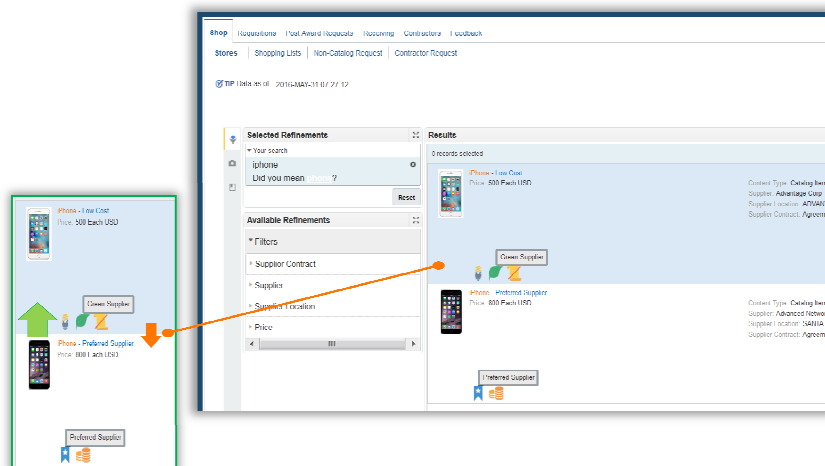 Shop Requisitions Post Award Requests Receiving Contractors Feedback
Stores Shopping Lists Non-Catalog Request Contractor Request
TIP Data as of 2016-MAY-31 07 27 12
Selected Refinements
Your search
iphone
Did you mean phone?
Reset
Available Refinements
Filters
Supplier Contract
Supplier
Supplier Location
Price
Results
0 records selected
iPhone - Low Cost
Price: 500 Each USD
Content Type: Catalog Item
Supplier: Advantage Corp
Supplier Location: ADVAN
Supplier Contract: Agreem
Green Supplier
iPhone - Preferred Supplier
Price: 800 Each USD
Content Type: Catalog Item
Supplier: Advanced Netwo
Supplier Location: SANTA
Supplier Contract: Agreem
Preferred Supplier
iPhone - Low Cost
Price: 500 Each USD
Green Supplier
iPhone - Preferred Supplier
Price: 800 Each USD
Preferred Supplier